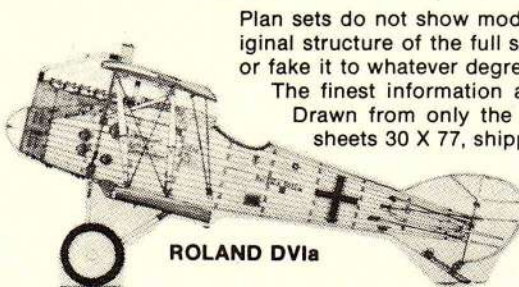 Plan sets do not show mod
iginal structure of the full s
or fake it to whatever degre
The finest information a
Drawn from only the
sheets 30 X 77, shipp
ROLAND DVIa